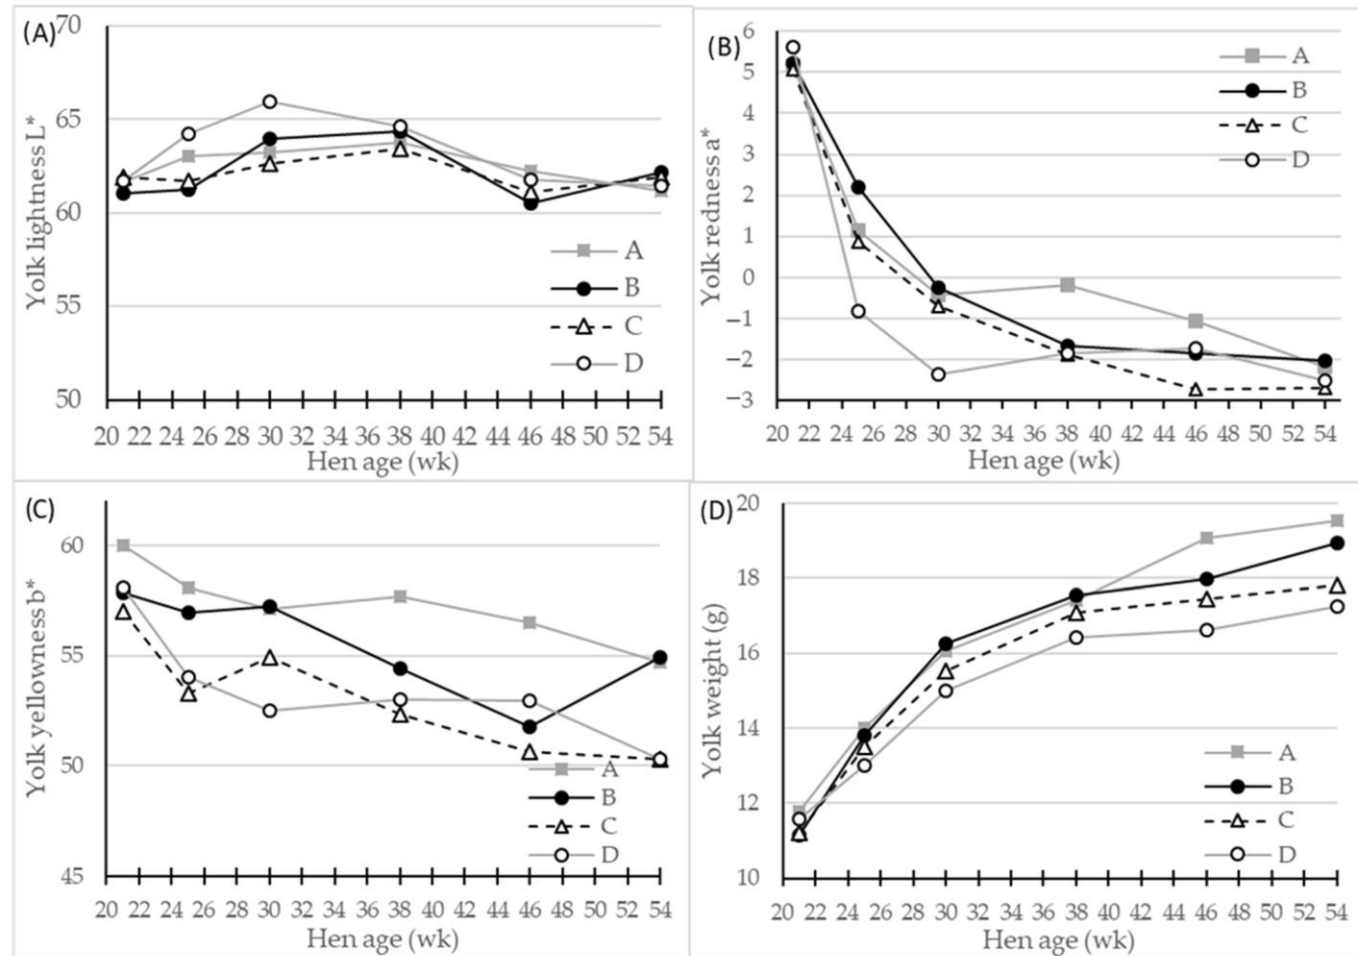 (A)
70
65
60
55
50
Yolk lightness L*
A
B
C
D
20 22 24 26 28 30 32 34 36 38 40 42 44 46 48 50 52 54
Hen age (wk)
(B)
6
5
4
3
2
1
0
−1
−2
−3
Yolk redness a*
A
B
C
D
20 22 24 26 28 30 32 34 36 38 40 42 44 46 48 50 52 54
Hen age (wk)
(C)
60
55
50
45
Yolk yellowness b*
A
B
C
D
20 22 24 26 28 30 32 34 36 38 40 42 44 46 48 50 52 54
Hen age (wk)
(D)
20
18
16
14
12
10
Yolk weight (g)
A
B
C
D
20 22 24 26 28 30 32 34 36 38 40 42 44 46 48 50 52 54
Hen age (wk)